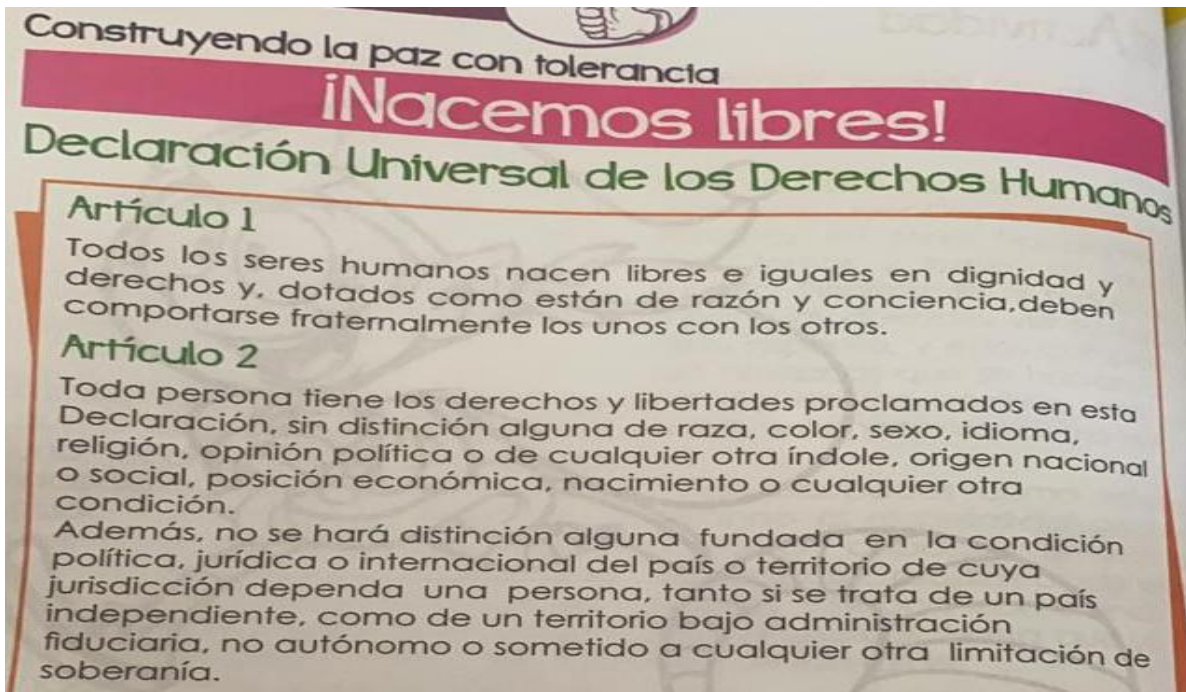 Construyendo la paz con tolerancia
¡Nacemos libres!
Declaración Universal de los Derechos Humanos
Artículo 1
Todos los seres humanos nacen libres e iguales en dignidad y
derechos y, dotados como están de razón y conciencia,deben
comportarse fraternalmente los unos con los otros.
Artículo 2
Toda persona tiene los derechos y libertades proclamados en esta
Declaración, sin distinción alguna de raza, color, sexo, idioma,
religión, opinión política o de cualquier otra índole, origen nacional
o social, posición económica, nacimiento o cualquier otra
condición.
Además, no se hará distinción alguna fundada en la condición
política, jurídica o internacional del país o territorio de cuya
jurisdicción dependa una persona, tanto si se trata de un país
independiente, como de un territorio bajo administración
fiduciaria, no autónomo o sometido a cualquier otra limitación de
soberanía.